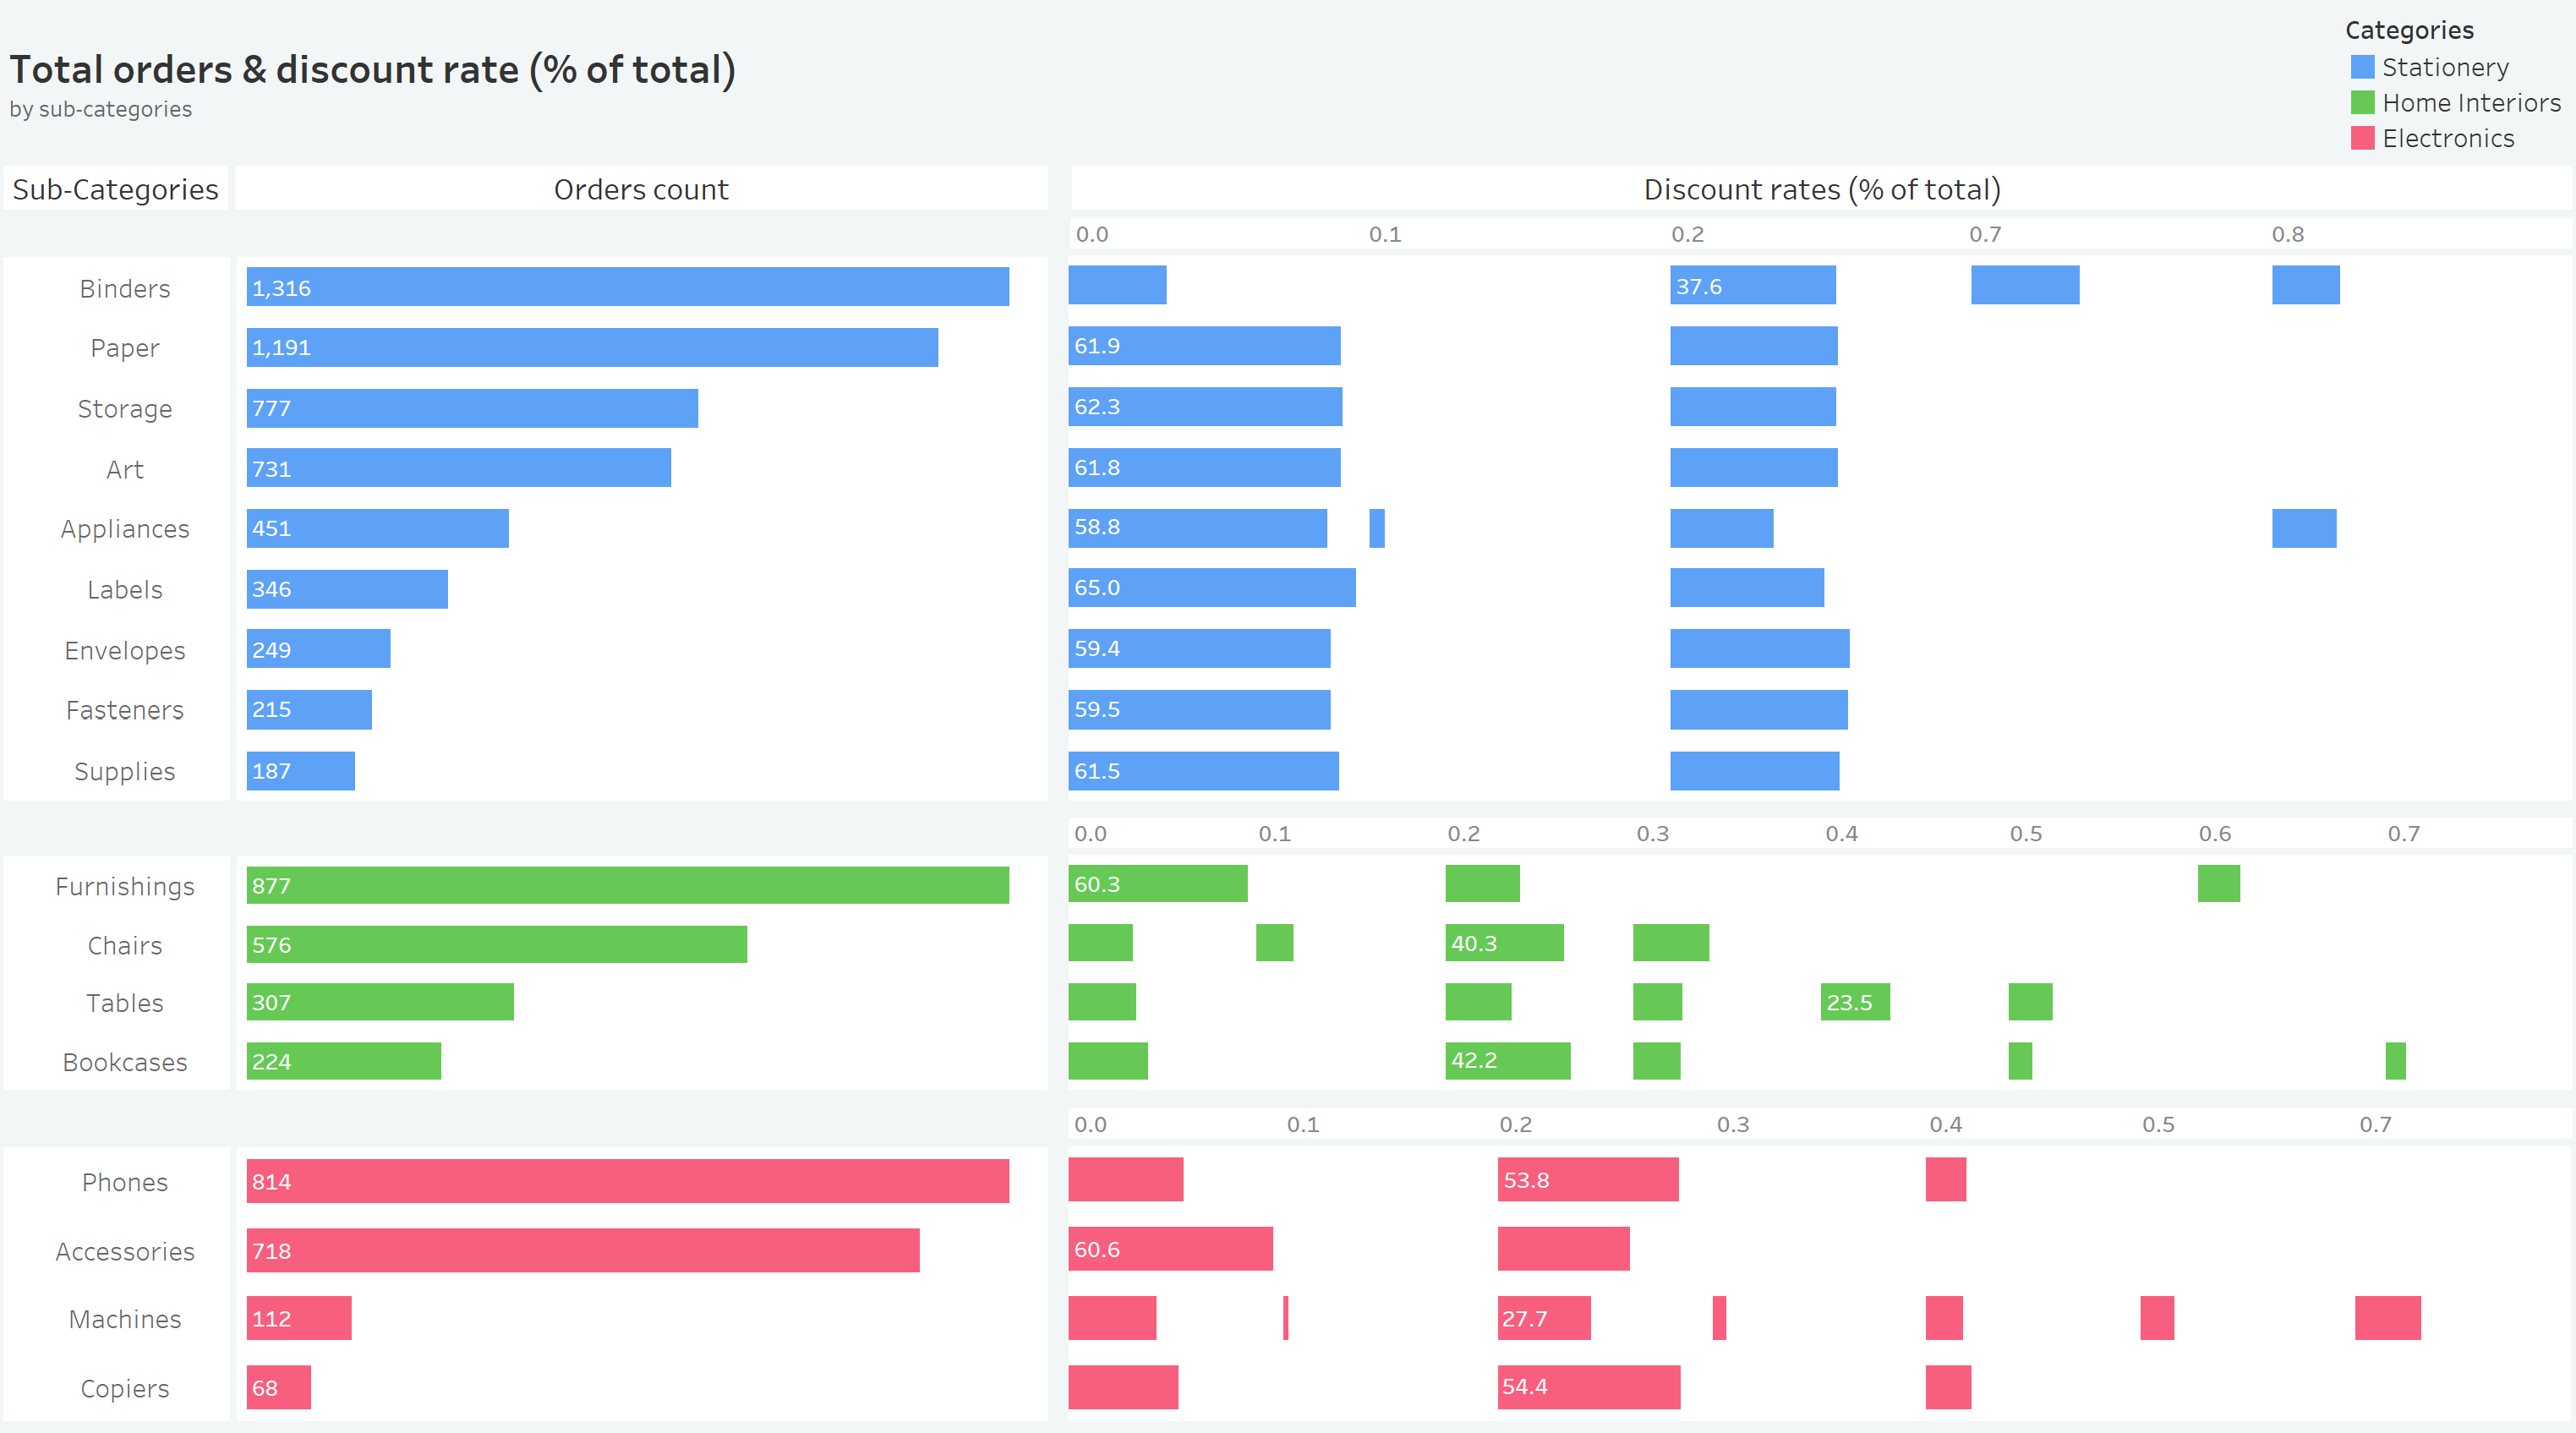 Total orders & discount rate (% of total)
by sub-categories
Categories
Stationery
Home Interiors
Electronics
Sub-Categories Orders count Discount rates (% of total)
0.0 0.1 0.2 0.7 0.8
Binders 1,316 37.6
Paper 1,191 61.9
Storage 777 62.3
Art 731 61.8
Appliances 451 58.8
Labels 346 65.0
Envelopes 249 59.4
Fasteners 215 59.5
Supplies 187 61.5
0.0 0.1 0.2 0.3 0.4 0.5 0.6 0.7
Furnishings 877 60.3
Chairs 576 40.3
Tables 307 23.5
Bookcases 224 42.2
0.0 0.1 0.2 0.3 0.4 0.5 0.7
Phones 814 53.8
Accessories 718 60.6
Machines 112 27.7
Copiers 68 54.4